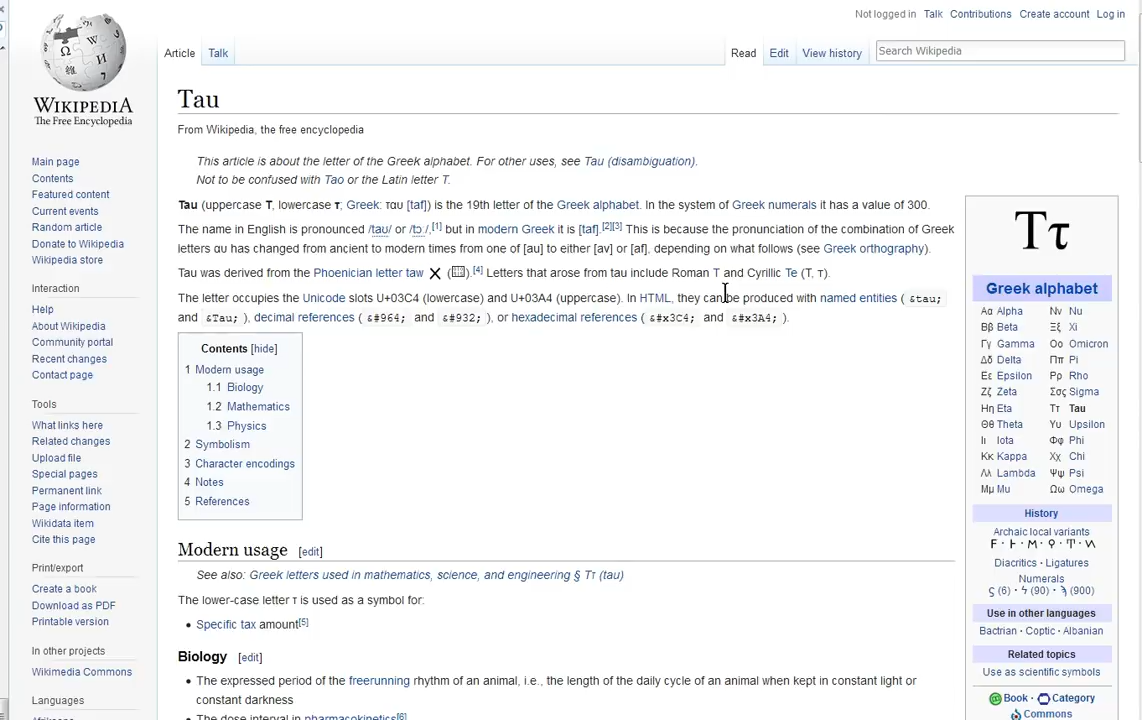 Not logged in Talk Contributions Create account Log in
Article Talk Read Edit View history Search Wikipedia
WIKIPEDIA
The Free Encyclopedia
Main page
Contents
Featured content
Current events
Random article
Donate to Wikipedia
Wikipedia store
Interaction
Help
About Wikipedia
Community portal
Recent changes
Contact page
Tools
What links here
Related changes
Upload file
Special pages
Permanent link
Page information
Wikidata item
Cite this page
Print/export
Create a book
Download as PDF
Printable version
In other projects
Wikimedia Commons
Languages
Tau
From Wikipedia, the free encyclopedia
This article is about the letter of the Greek alphabet. For other uses, see Tau (disambiguation).
Not to be confused with Tao or the Latin letter T.
Tau (uppercase Τ, lowercase τ; Greek: ταυ [taf]) is the 19th letter of the Greek alphabet. In the system of Greek numerals it has a value of 300.
The name in English is pronounced /taʊ/ or /tɔː/,[1] but in modern Greek it is [taf].[2][3] This is because the pronunciation of the combination of Greek
letters αυ has changed from ancient to modern times from one of [au] to either [av] or [af], depending on what follows (see Greek orthography).
Tau was derived from the Phoenician letter taw ( ).[4] Letters that arose from tau include Roman T and Cyrillic Te (Т, т).
The letter occupies the Unicode slots U+03C4 (lowercase) and U+03A4 (uppercase). In HTML, they can be produced with named entities ( &tau;
and &Tau; ), decimal references ( &#964; and &#932; ), or hexadecimal references ( &#x3C4; and &#x3A4; ).
Contents [hide]
1 Modern usage
1.1 Biology
1.2 Mathematics
1.3 Physics
2 Symbolism
3 Character encodings
4 Notes
5 References
Modern usage [edit]
See also: Greek letters used in mathematics, science, and engineering § Ττ (tau)
The lower-case letter τ is used as a symbol for:
• Specific tax amount[5]
Biology [edit]
• The expressed period of the freerunning rhythm of an animal, i.e., the length of the daily cycle of an animal when kept in constant light or
constant darkness
• The dose interval in pharmacokinetics[6]
Ττ
Greek alphabet
Αα Alpha Νν Nu
Ββ Beta Ξξ Xi
Γγ Gamma Οο Omicron
Δδ Delta Ππ Pi
Εε Epsilon Ρρ Rho
Ζζ Zeta Σσς Sigma
Ηη Eta Ττ Tau
Θθ Theta Υυ Upsilon
Ιι Iota Φφ Phi
Κκ Kappa Χχ Chi
Λλ Lambda Ψψ Psi
Μμ Mu Ωω Omega
History
Archaic local variants
Diacritics · Ligatures
Numerals
ϛ (6) · ϟ (90) · ϡ (900)
Use in other languages
Bactrian · Coptic · Albanian
Related topics
Use as scientific symbols
Book · Category
Commons